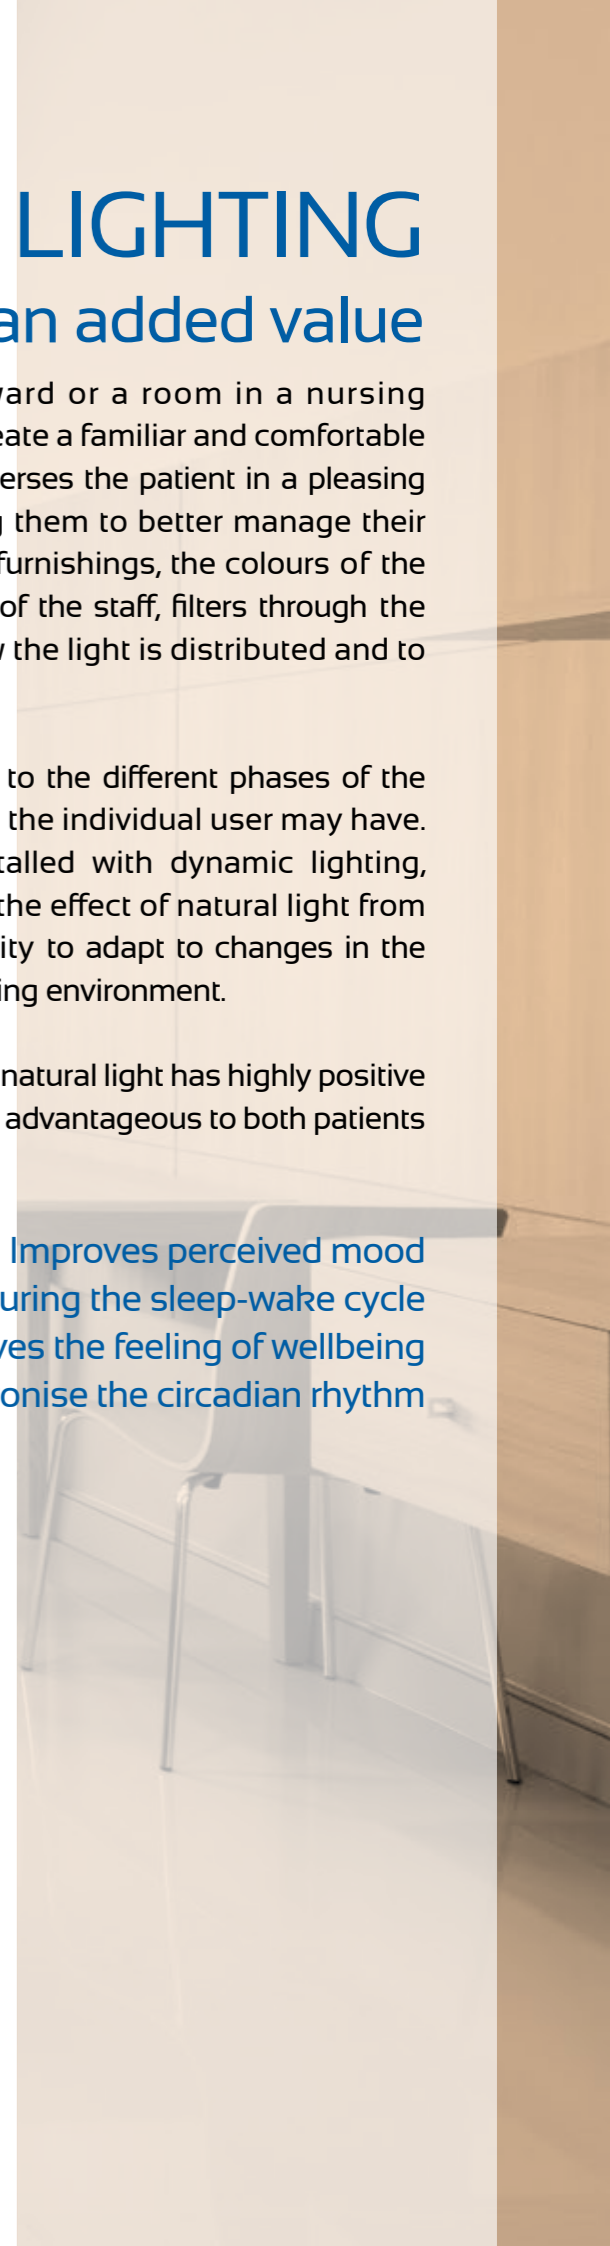 LIGHTING
an added value
ard or a room in a nursing
eate a familiar and comfortable
erses the patient in a pleasing
g them to better manage their
furnishings, the colours of the
of the staff, filters through the
the light is distributed and to
to the different phases of the
the individual user may have.
talled with dynamic lighting,
the effect of natural light from
ity to adapt to changes in the
ing environment.
natural light has highly positive
advantageous to both patients
Improves perceived mood
uring the sleep-wake cycle
ves the feeling of wellbeing
onise the circadian rhythm